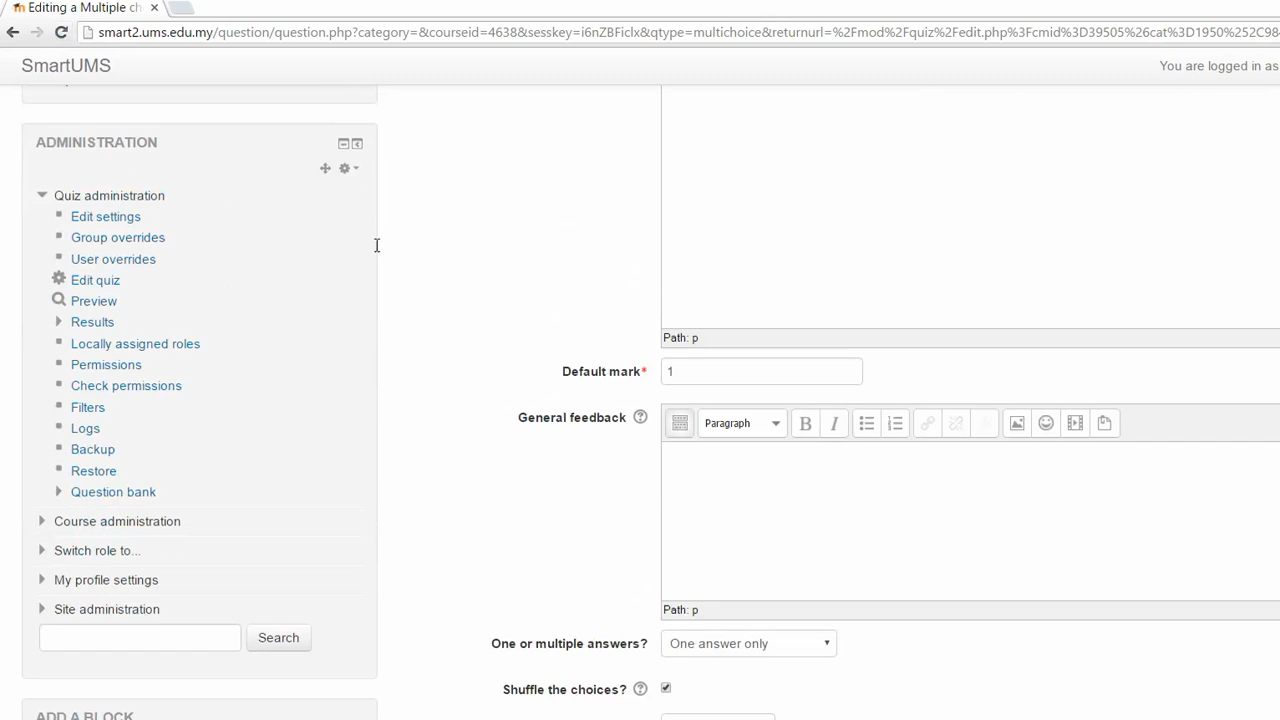 Editing a Multiple ch
smart2.ums.edu.my/question/question.php?category=&courseid=4638&sesskey=i6nZBFicIx&qtype=multichoice&returnurl=%2Fmod%2Fquiz%2Fedit.php%3Fcmid%3D39505%26cat%3D1950%252C98
SmartUMS
You are logged in as
ADMINISTRATION
Quiz administration
Edit settings
Group overrides
User overrides
Edit quiz
Preview
Results
Locally assigned roles
Permissions
Check permissions
Filters
Logs
Backup
Restore
Question bank
Course administration
Switch role to...
My profile settings
Site administration
Search
ADD A BLOCK
Path: p
Default mark* 1
General feedback Paragraph B I
Path: p
One or multiple answers? One answer only
Shuffle the choices?